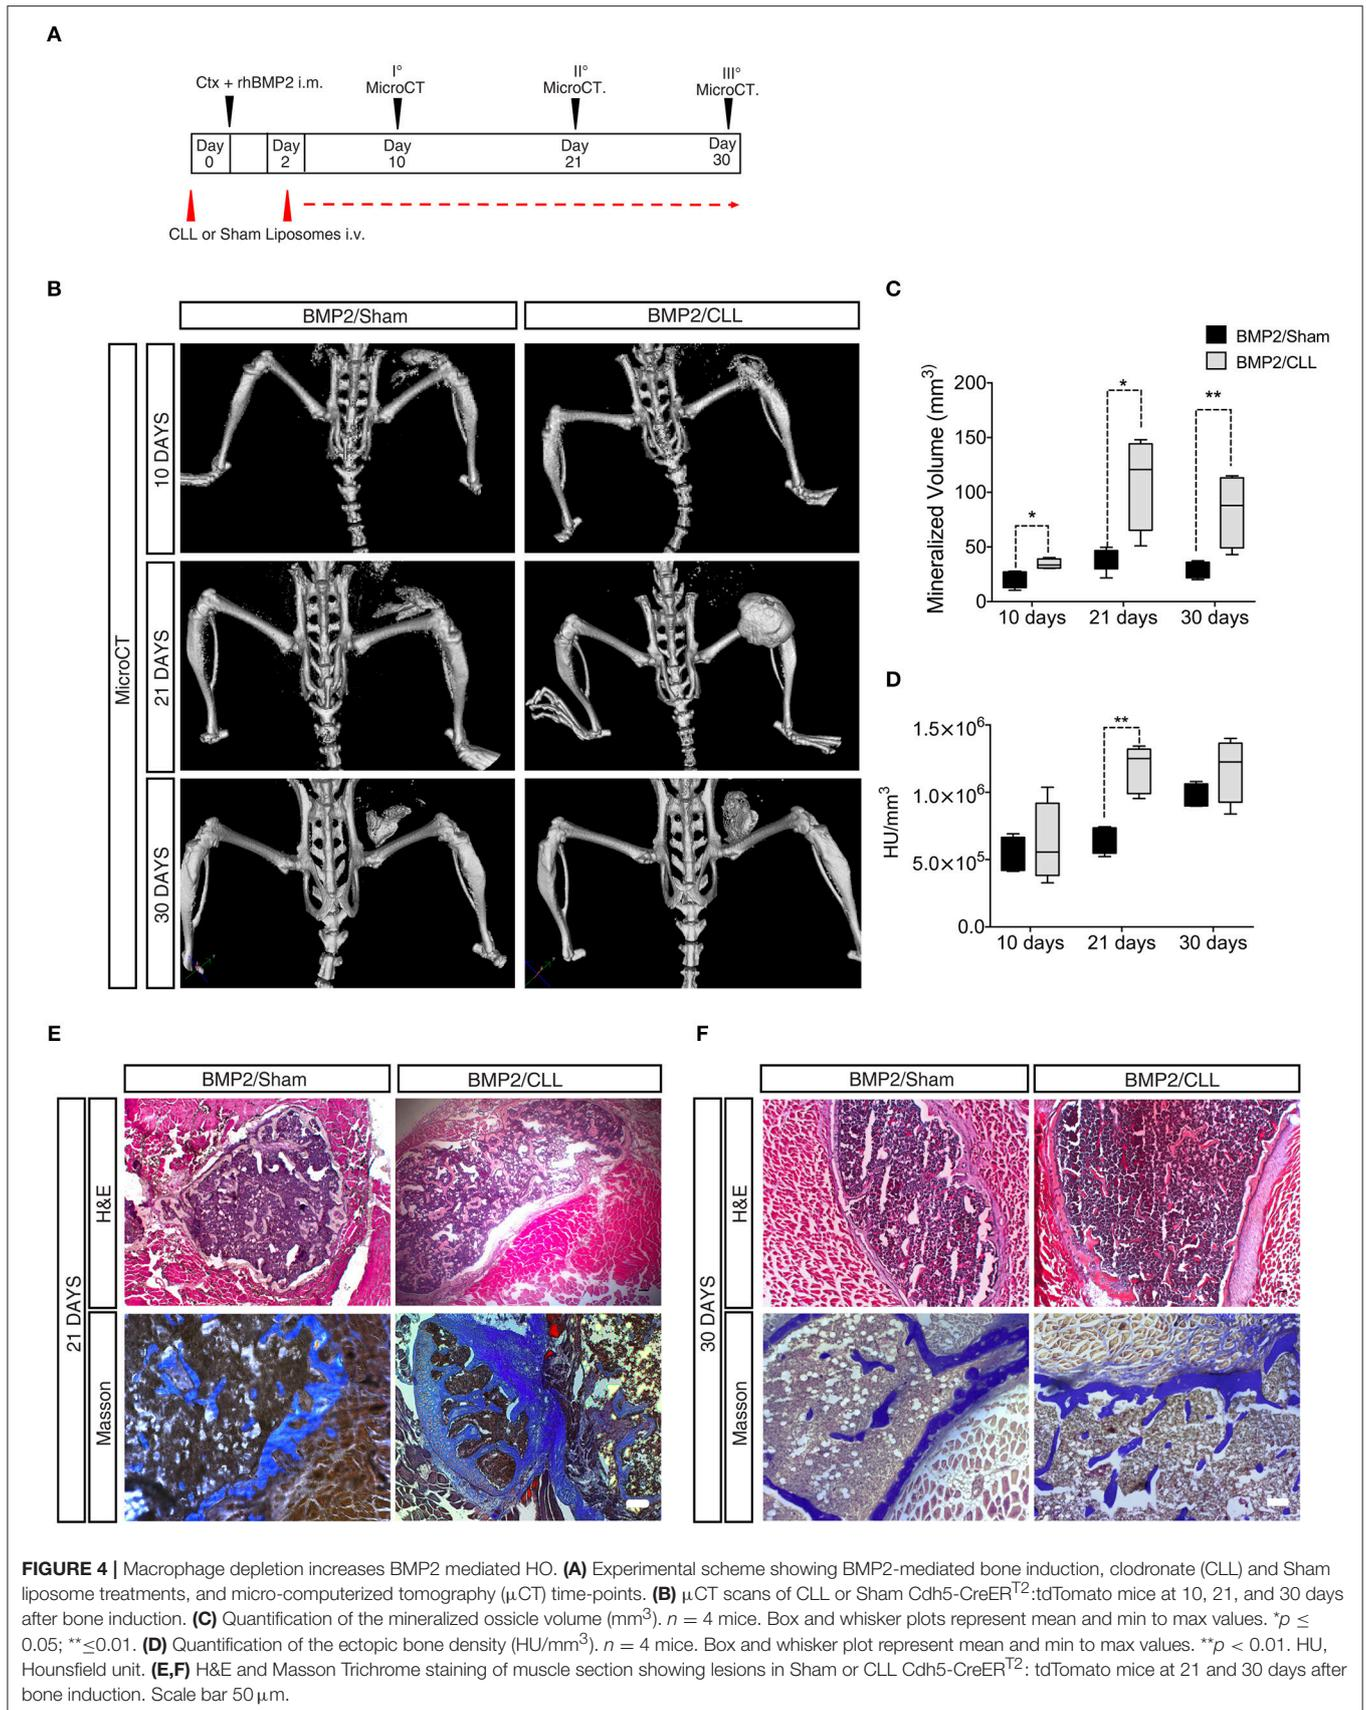 A
Ctx + rhBMP2 i.m.
I°
MicroCT
II°
MicroCT.
III°
MicroCT.
Day
0
Day
2
Day
10
Day
21
Day
30
CLL or Sham Liposomes i.v.
B
BMP2/Sham
BMP2/CLL
MicroCT
10 DAYS
21 DAYS
30 DAYS
C
BMP2/Sham
BMP2/CLL
Mineralized Volume (mm³)
200
150
100
50
0
*
*
**
10 days
21 days
30 days
D
HU/mm³
1.5×10⁶
1.0×10⁶
5.0×10⁵
0.0
**
10 days
21 days
30 days
E
BMP2/Sham
BMP2/CLL
21 DAYS
H&E
Masson
F
BMP2/Sham
BMP2/CLL
30 DAYS
H&E
Masson
FIGURE 4 | Macrophage depletion increases BMP2 mediated HO. (A) Experimental scheme showing BMP2-mediated bone induction, clodronate (CLL) and Sham
liposome treatments, and micro-computerized tomography (μCT) time-points. (B) μCT scans of CLL or Sham Cdh5-CreERᵀ²:tdTomato mice at 10, 21, and 30 days
after bone induction. (C) Quantification of the mineralized ossicle volume (mm³). n = 4 mice. Box and whisker plots represent mean and min to max values. *p ≤
0.05; **≤0.01. (D) Quantification of the ectopic bone density (HU/mm³). n = 4 mice. Box and whisker plot represent mean and min to max values. **p < 0.01. HU,
Hounsfield unit. (E,F) H&E and Masson Trichrome staining of muscle section showing lesions in Sham or CLL Cdh5-CreERᵀ²: tdTomato mice at 21 and 30 days after
bone induction. Scale bar 50 μm.